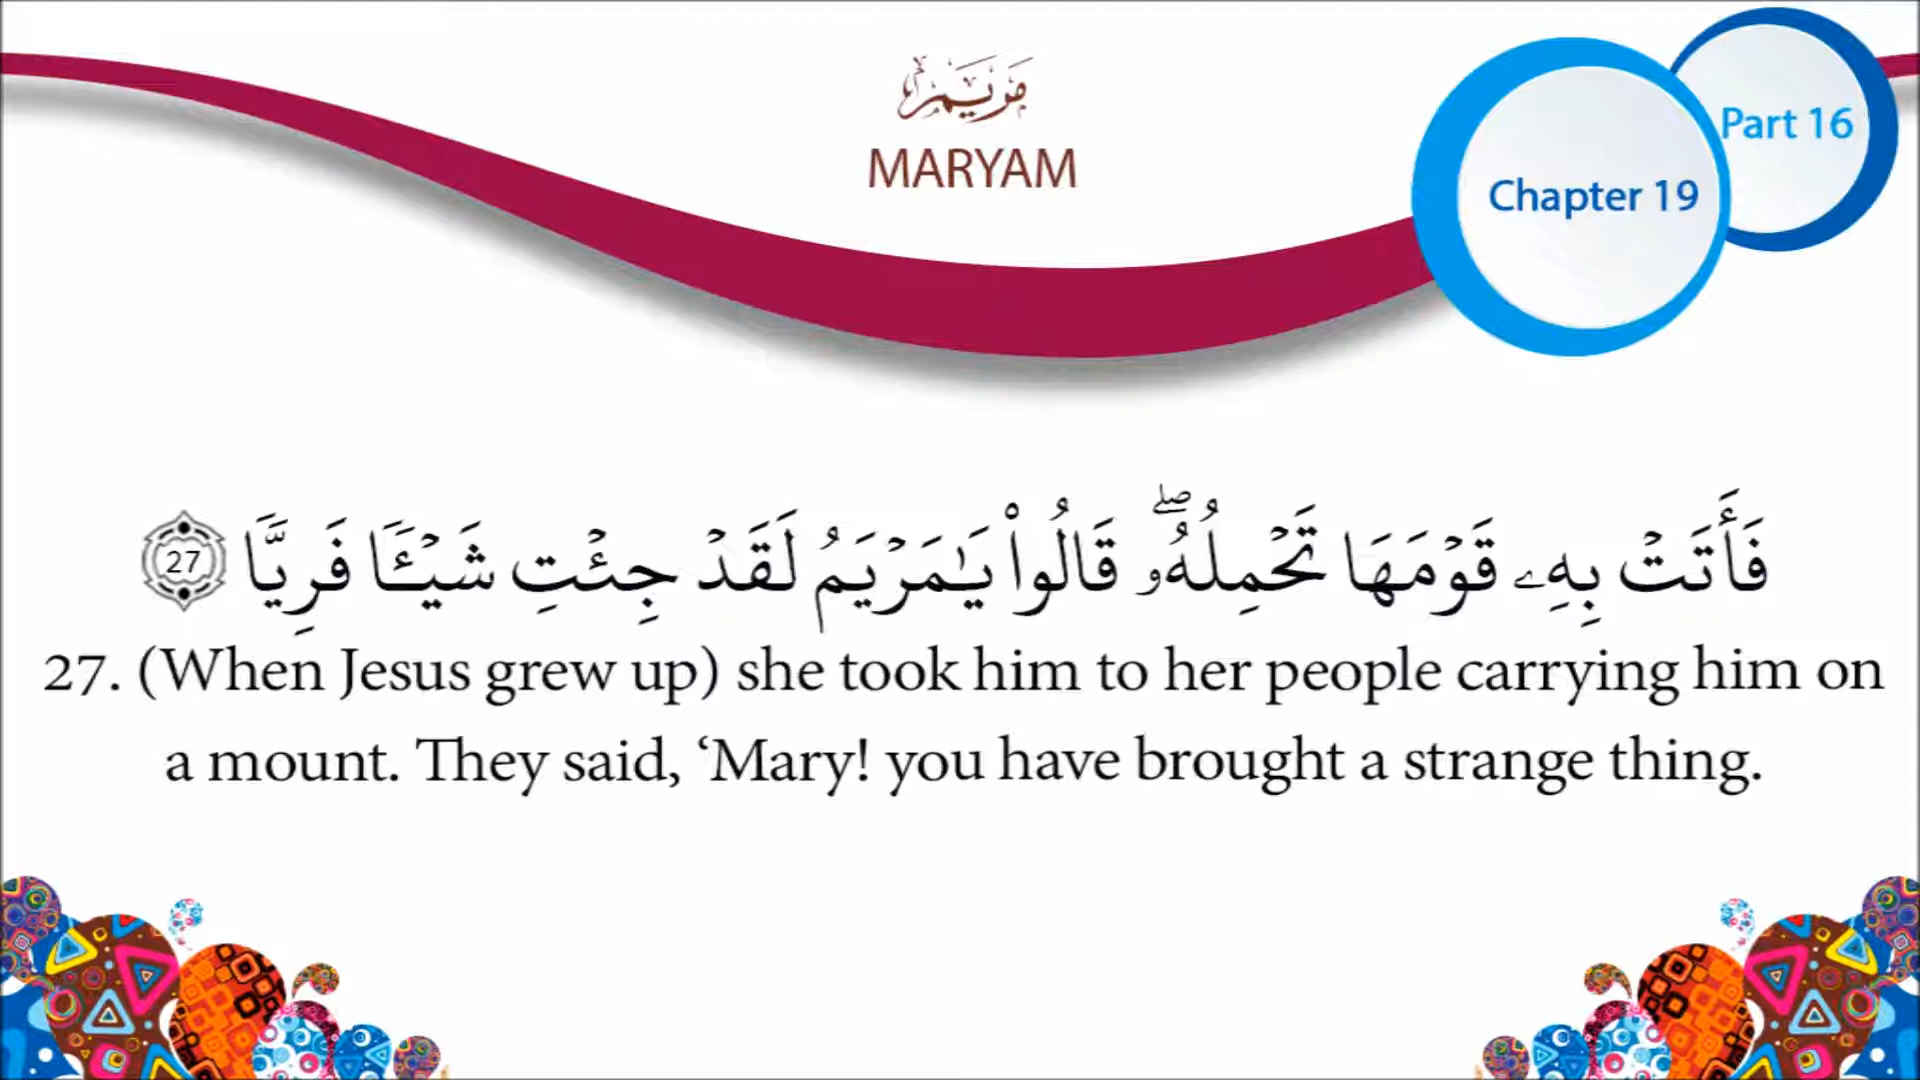 مَرْيَم
MARYAM
Part 16
Chapter 19
فَأَتَتْ بِهِۦ قَوْمَهَا تَحْمِلُهُۥ ۖ قَالُوا۟ يَـٰمَرْيَمُ لَقَدْ جِئْتِ شَيْـًٔا فَرِيًّا 27
27. (When Jesus grew up) she took him to her people carrying him on
a mount. They said, ‘Mary! you have brought a strange thing.